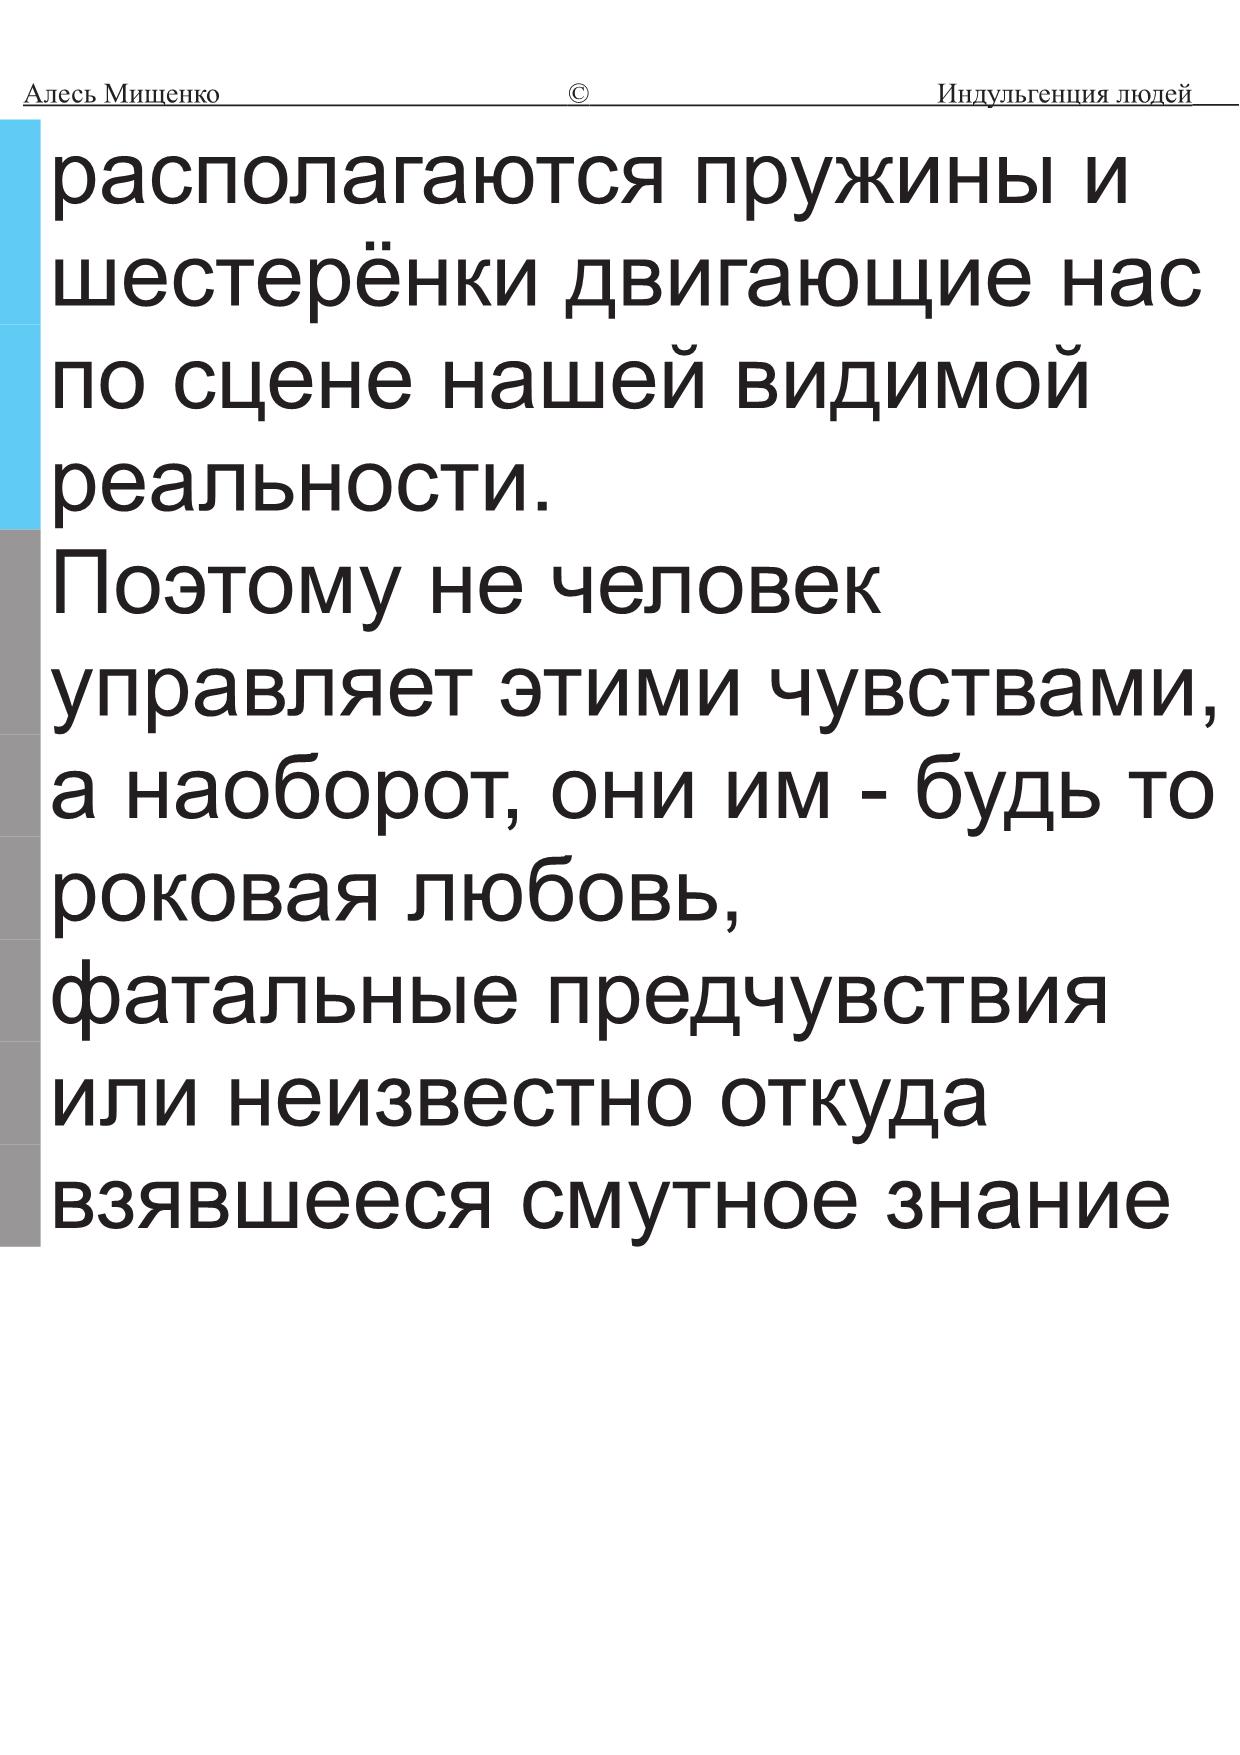 Алесь Мищенко © Индульгенция людей
располагаются пружины и
шестерёнки двигающие нас
по сцене нашей видимой
реальности.
Поэтому не человек
управляет этими чувствами,
а наоборот, они им - будь то
роковая любовь,
фатальные предчувствия
или неизвестно откуда
взявшееся смутное знание